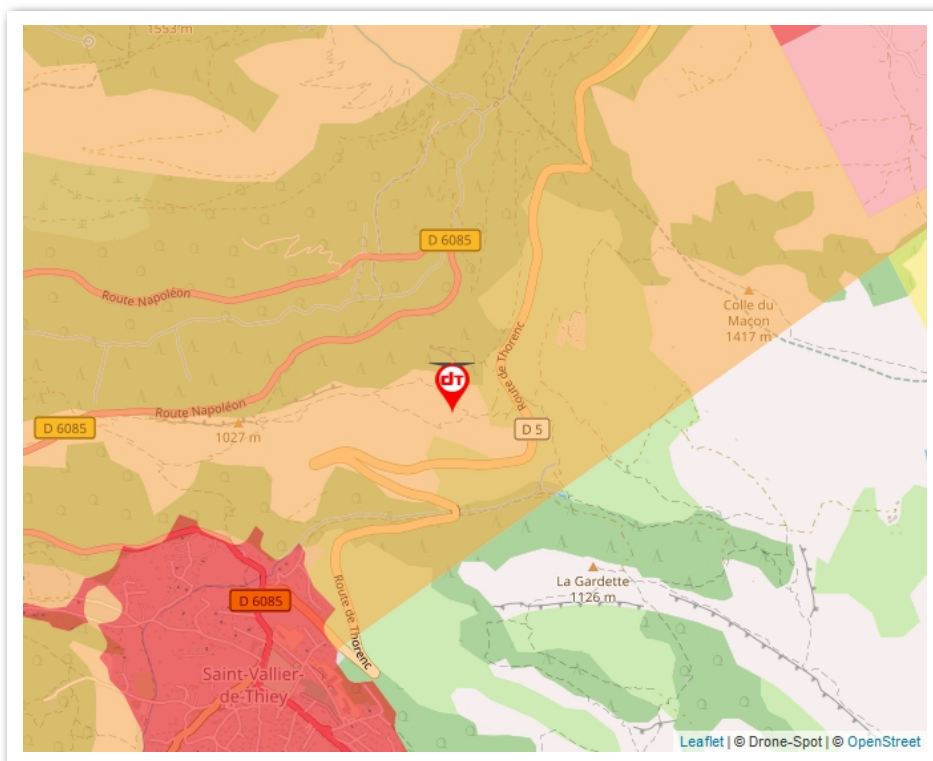 1553 m
D 6085
Route Napoléon
Colle du
Maçon
1417 m
Route de Thorenc
dT
Route Napoléon
D 6085
1027 m
D 5
La Gardette
1126 m
D 6085
Route de Thorenc
Saint-Vallier-
de-Thiey
Leaflet | © Drone-Spot | © OpenStreet